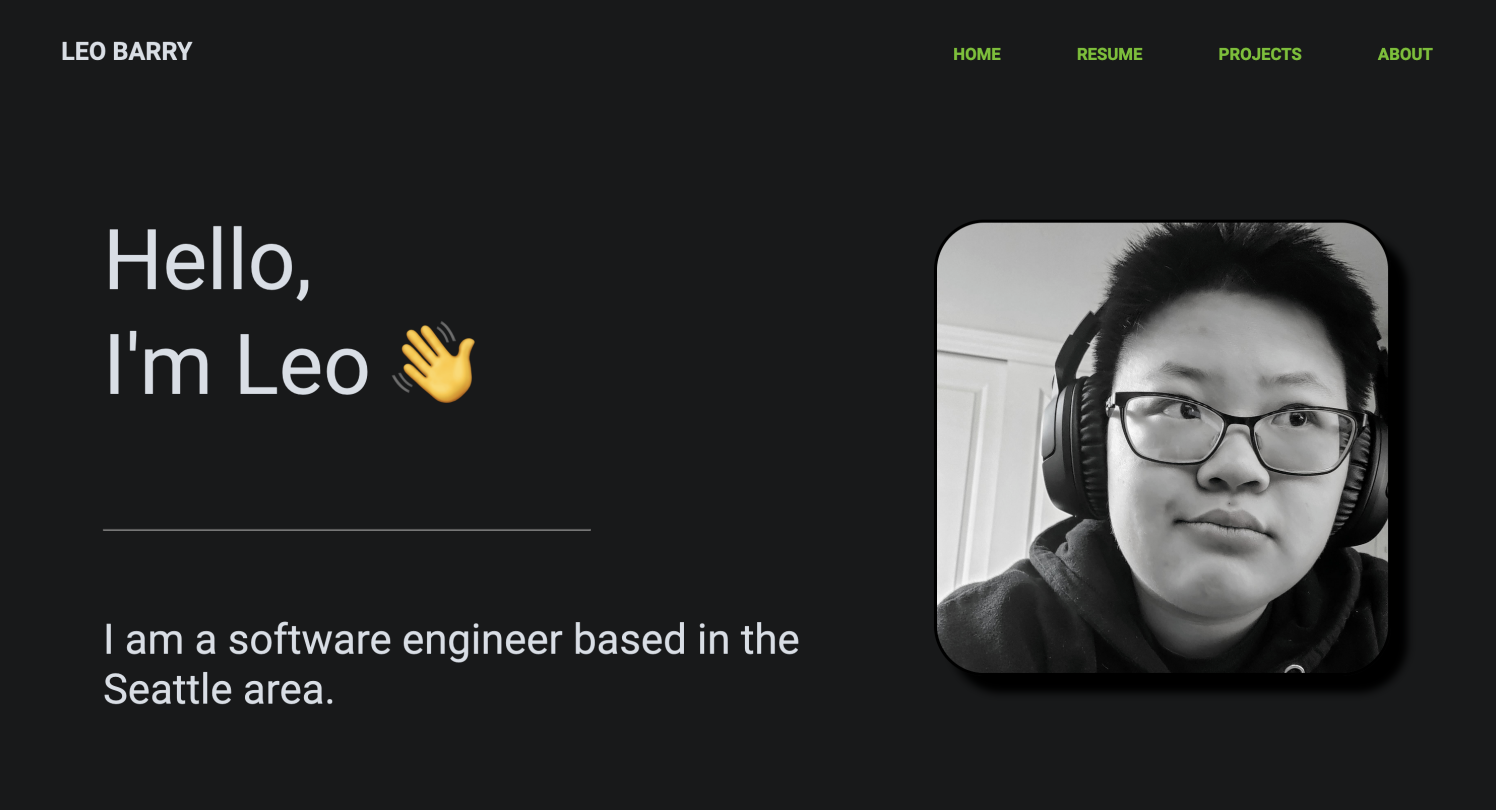 LEO BARRY
HOME RESUME PROJECTS ABOUT
Hello,
I'm Leo 👋
I am a software engineer based in the
Seattle area.